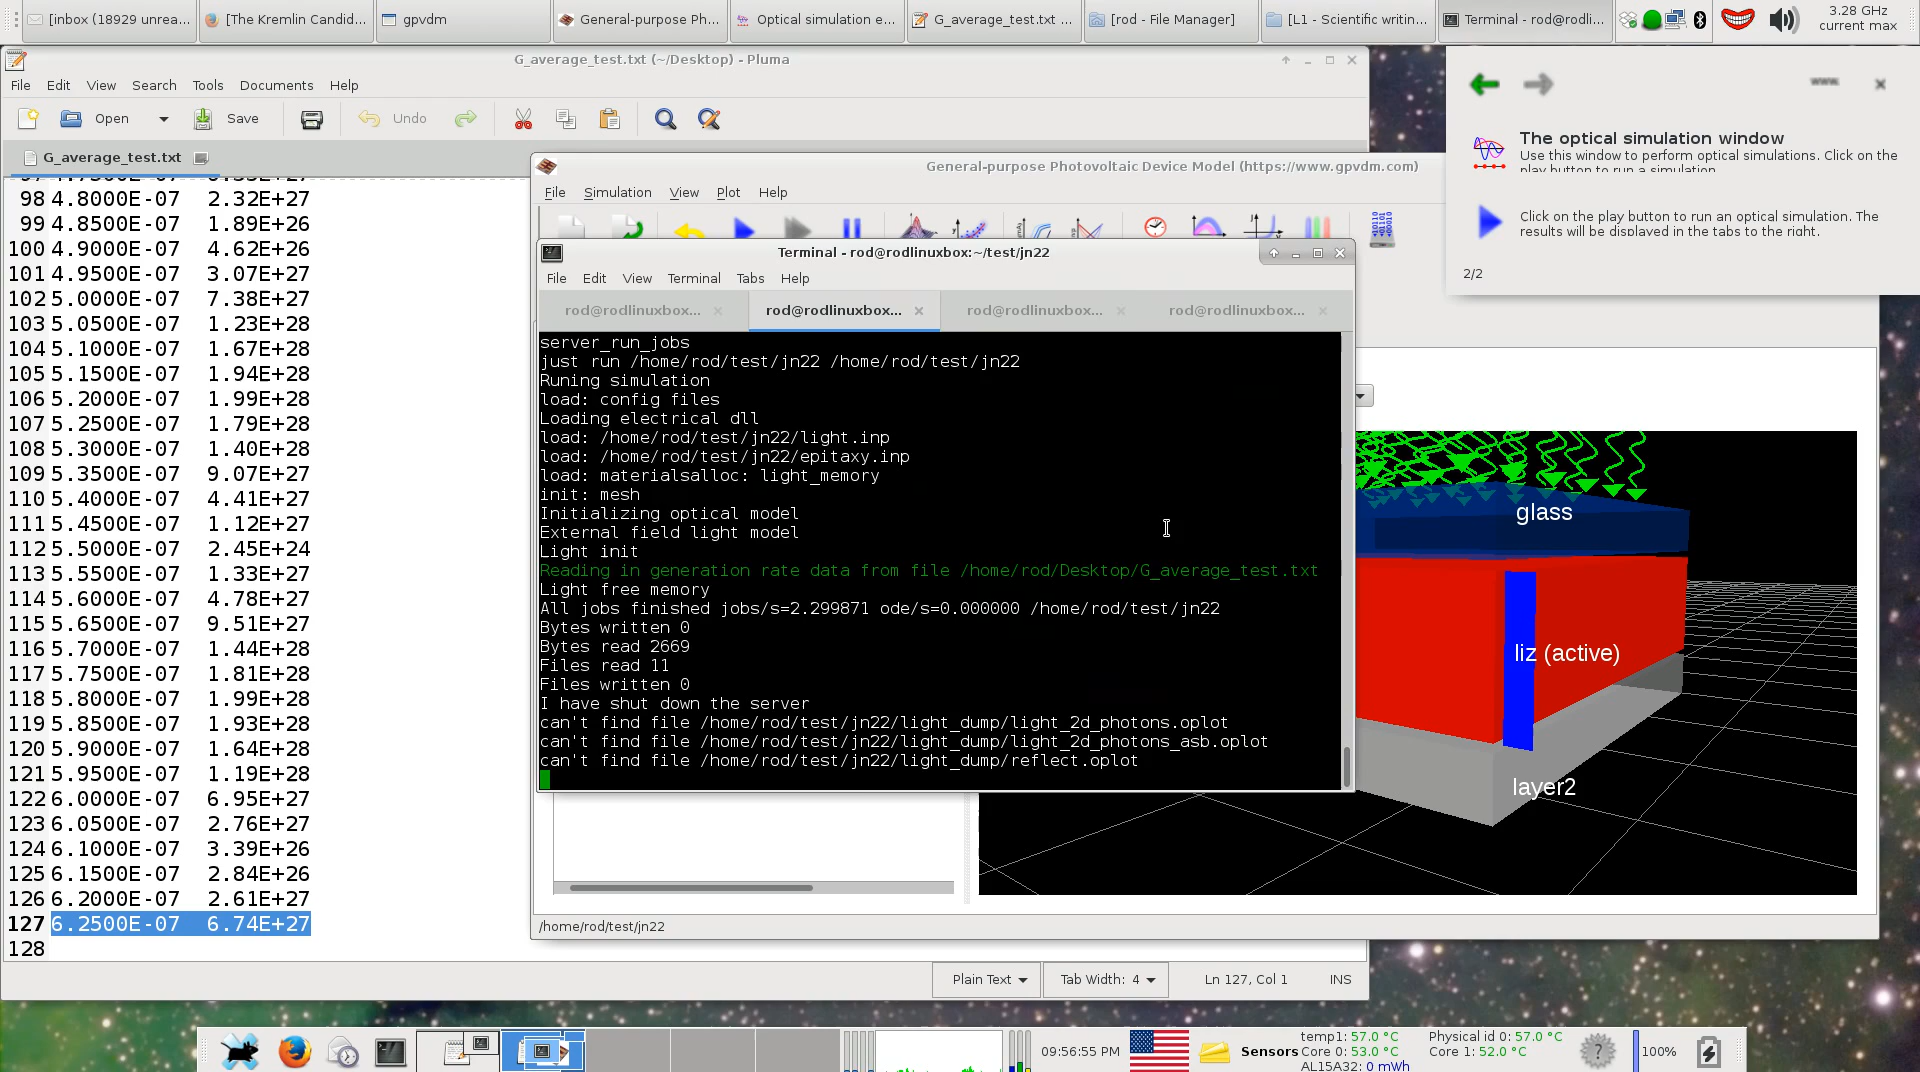 [inbox (18929 unrea...
[The Kremlin Candid...
gpvdm
General-purpose Ph...
Optical simulation e...
G_average_test.txt ...
[rod - File Manager]
[L1 - Scientific writin...
Terminal - rod@rodli...
3.28 GHz
current max
G_average_test.txt (~/Desktop) - Pluma
File Edit View Search Tools Documents Help
Open Save Undo
G_average_test.txt
98 4.8000E-07 2.32E+27
99 4.8500E-07 1.89E+26
100 4.9000E-07 4.62E+26
101 4.9500E-07 3.07E+27
102 5.0000E-07 7.38E+27
103 5.0500E-07 1.23E+28
104 5.1000E-07 1.67E+28
105 5.1500E-07 1.94E+28
106 5.2000E-07 1.99E+28
107 5.2500E-07 1.79E+28
108 5.3000E-07 1.40E+28
109 5.3500E-07 9.07E+27
110 5.4000E-07 4.41E+27
111 5.4500E-07 1.12E+27
112 5.5000E-07 2.45E+24
113 5.5500E-07 1.33E+27
114 5.6000E-07 4.78E+27
115 5.6500E-07 9.51E+27
116 5.7000E-07 1.44E+28
117 5.7500E-07 1.81E+28
118 5.8000E-07 1.99E+28
119 5.8500E-07 1.93E+28
120 5.9000E-07 1.64E+28
121 5.9500E-07 1.19E+28
122 6.0000E-07 6.95E+27
123 6.0500E-07 2.76E+27
124 6.1000E-07 3.39E+26
125 6.1500E-07 2.84E+26
126 6.2000E-07 2.61E+27
127 6.2500E-07 6.74E+27
128
Plain Text Tab Width: 4 Ln 127, Col 1 INS
General-purpose Photovoltaic Device Model (https://www.gpvdm.com)
File Simulation View Plot Help
Terminal - rod@rodlinuxbox:~/test/jn22
File Edit View Terminal Tabs Help
rod@rodlinuxbox... rod@rodlinuxbox... rod@rodlinuxbox... rod@rodlinuxbox...
server_run_jobs
just run /home/rod/test/jn22 /home/rod/test/jn22
Runing simulation
load: config files
Loading electrical dll
load: /home/rod/test/jn22/light.inp
load: /home/rod/test/jn22/epitaxy.inp
load: materialsalloc: light_memory
init: mesh
Initializing optical model
External field light model
Light init
Reading in generation rate data from file /home/rod/Desktop/G_average_test.txt
Light free memory
All jobs finished jobs/s=2.299871 ode/s=0.000000 /home/rod/test/jn22
Bytes written 0
Bytes read 2669
Files read 11
Files written 0
I have shut down the server
can't find file /home/rod/test/jn22/light_dump/light_2d_photons.oplot
can't find file /home/rod/test/jn22/light_dump/light_2d_photons_asb.oplot
can't find file /home/rod/test/jn22/light_dump/reflect.oplot
/home/rod/test/jn22
www.
The optical simulation window
Use this window to perform optical simulations. Click on the
play button to run a simulation.
Click on the play button to run an optical simulation. The
results will be displayed in the tabs to the right.
2/2
glass
liz (active)
layer2
09:56:55 PM
Sensors
temp1: 57.0 °C
Core 0: 53.0 °C
AL15A32: 0 mWh
Physical id 0: 57.0 °C
Core 1: 52.0 °C
100%